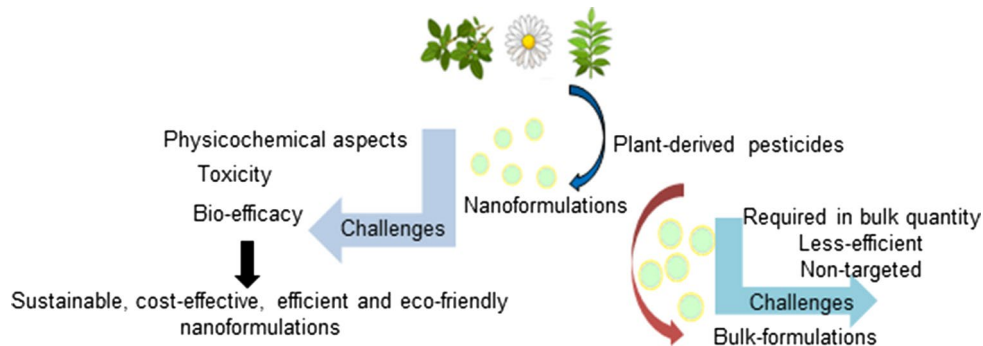 Physicochemical aspects
Toxicity
Bio-efficacy
Challenges
Sustainable, cost-effective, efficient and eco-friendly
nanoformulations
Plant-derived pesticides
Nanoformulations
Required in bulk quantity
Less-efficient
Non-targeted
Challenges
Bulk-formulations